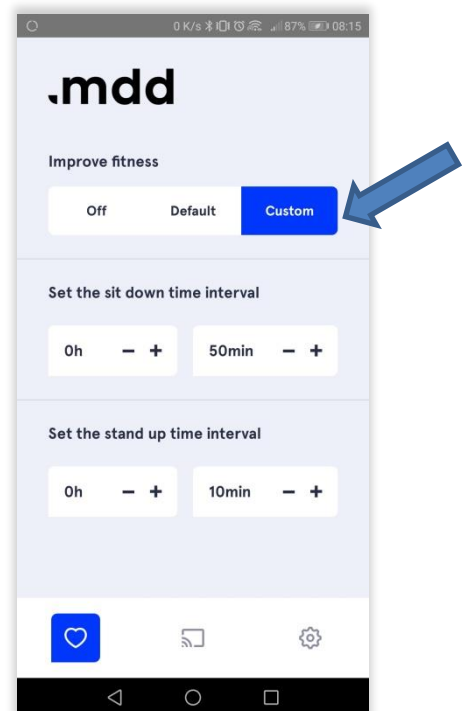 0 K/s 87% 08:15
.mdd
Improve fitness
Off Default Custom
Set the sit down time interval
0h − + 50min − +
Set the stand up time interval
0h − + 10min − +